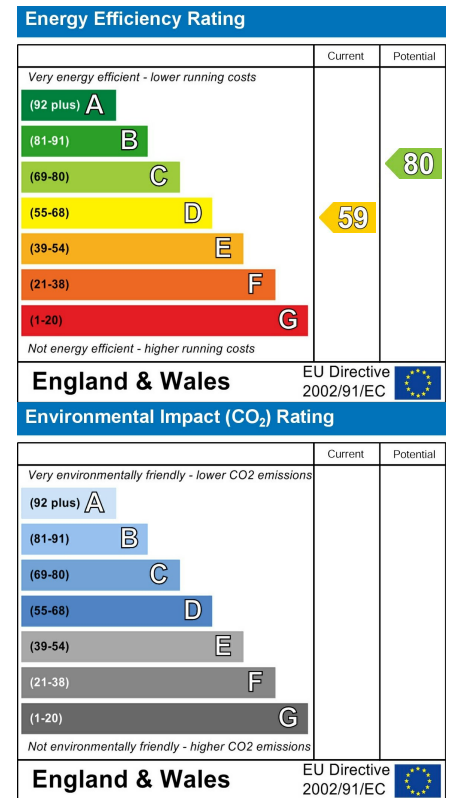 Energy Efficiency Rating
Current Potential
Very energy efficient - lower running costs
(92 plus) A
(81-91) B
(69-80) C
(55-68) D
(39-54) E
(21-38) F
(1-20) G
80
59
Not energy efficient - higher running costs
England & Wales
EU Directive
2002/91/EC
Environmental Impact (CO₂) Rating
Current Potential
Very environmentally friendly - lower CO2 emissions
(92 plus) A
(81-91) B
(69-80) C
(55-68) D
(39-54) E
(21-38) F
(1-20) G
Not environmentally friendly - higher CO2 emissions
England & Wales
EU Directive
2002/91/EC